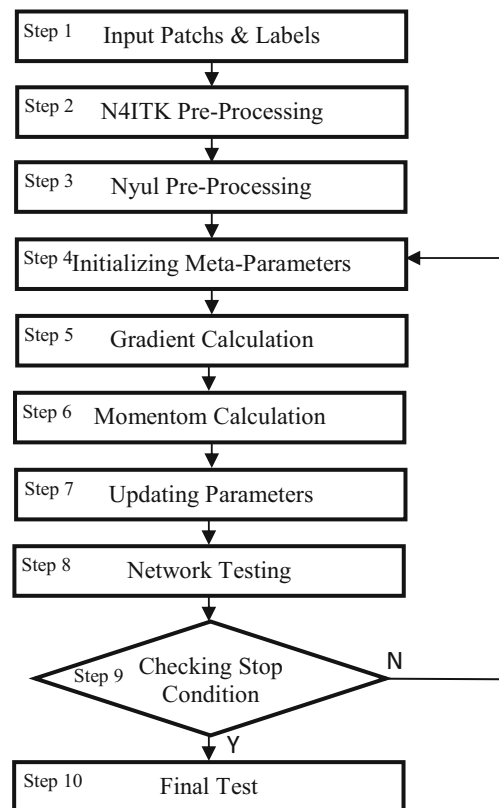 Step 1 Input Patchs & Labels
Step 2 N4ITK Pre-Processing
Step 3 Nyul Pre-Processing
Step 4 Initializing Meta-Parameters
Step 5 Gradient Calculation
Step 6 Momentom Calculation
Step 7 Updating Parameters
Step 8 Network Testing
Step 9 Checking Stop
Condition
N
Y
Step 10 Final Test